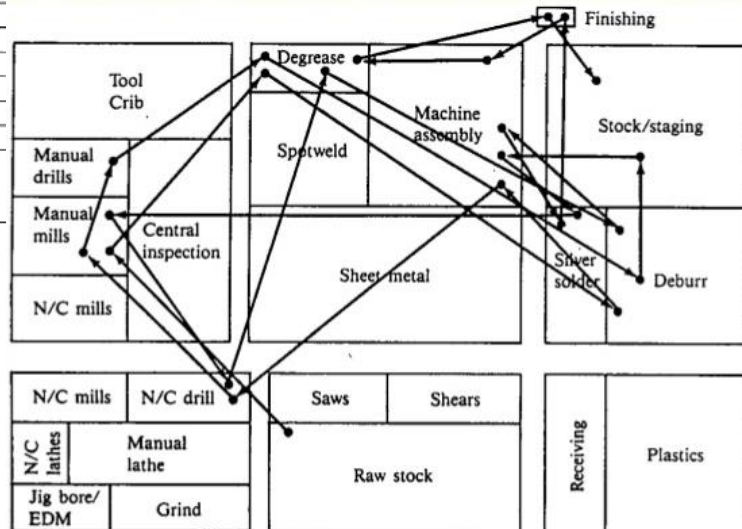 Finishing
Degrease
Tool
Crib
Machine
assembly
Stock/staging
Manual
drills
Spotweld
Manual
mills
Central
inspection
Sheet metal
Silver
solder
Deburr
N/C mills
N/C mills
N/C drill
Saws
Shears
N/C
lathes
Manual
lathe
Raw stock
Receiving
Plastics
Jig bore/
EDM
Grind